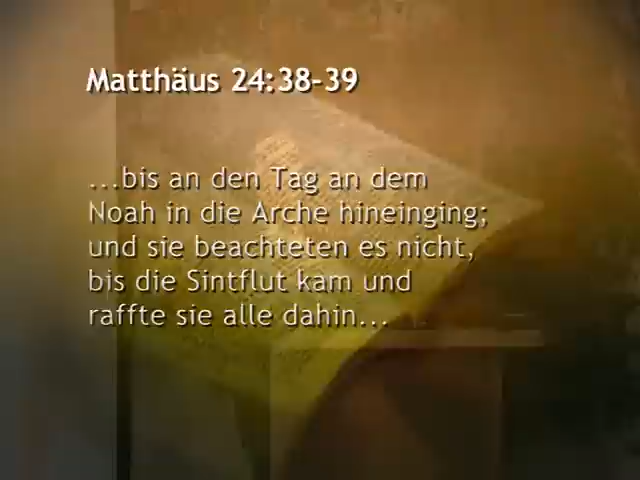 Matthäus 24:38-39
...bis an den Tag an dem
Noah in die Arche hineinging;
und sie beachteten es nicht,
bis die Sintflut kam und
raffte sie alle dahin...